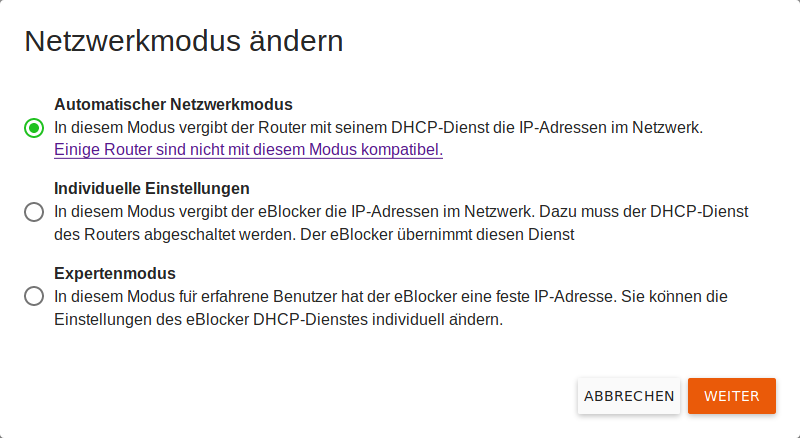 Netzwerkmodus ändern
Automatischer Netzwerkmodus
In diesem Modus vergibt der Router mit seinem DHCP-Dienst die IP-Adressen im Netzwerk.
Einige Router sind nicht mit diesem Modus kompatibel.
Individuelle Einstellungen
In diesem Modus vergibt der eBlocker die IP-Adressen im Netzwerk. Dazu muss der DHCP-Dienst
des Routers abgeschaltet werden. Der eBlocker übernimmt diesen Dienst
Expertenmodus
In diesem Modus für erfahrene Benutzer hat der eBlocker eine feste IP-Adresse. Sie können die
Einstellungen des eBlocker DHCP-Dienstes individuell ändern.
ABBRECHEN
WEITER